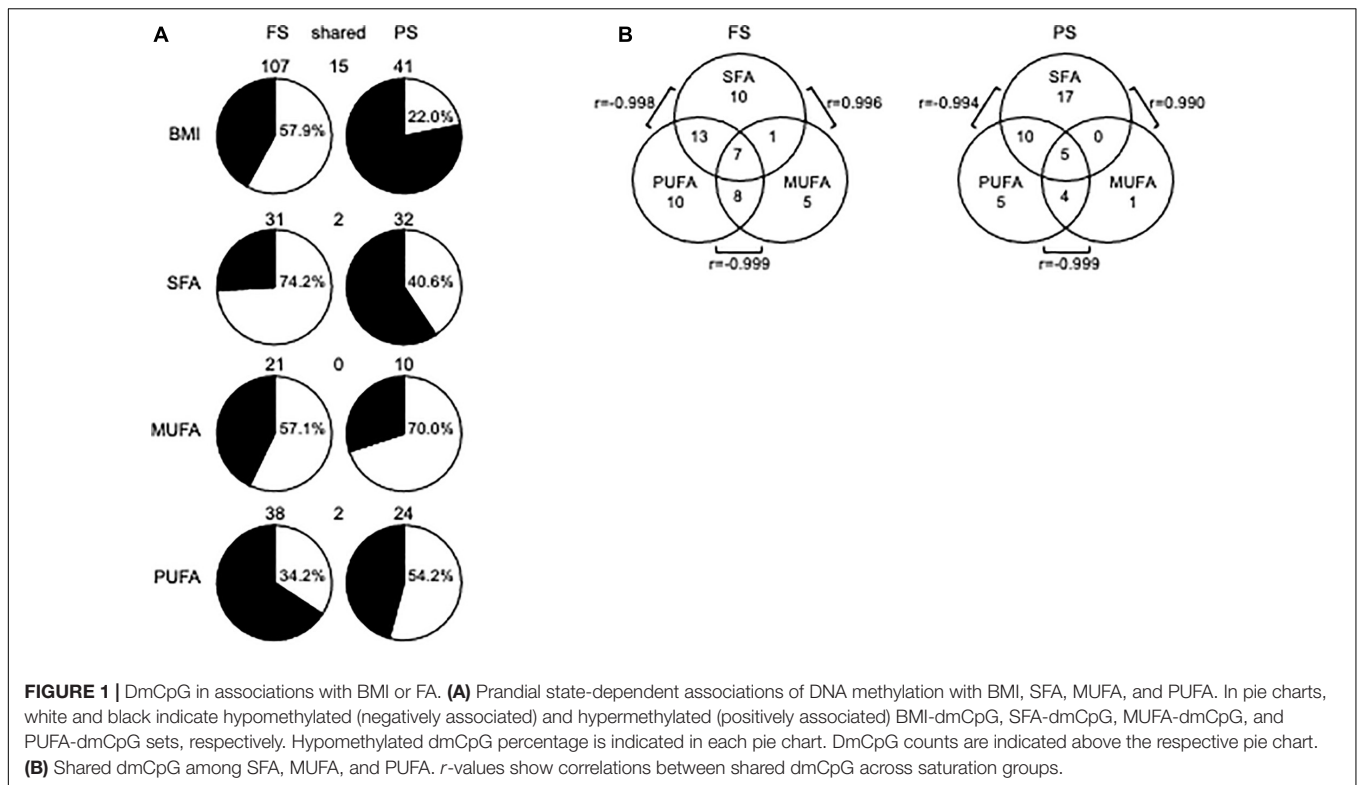 A
FS shared PS
107 15 41
BMI
57.9%
22.0%
31 2 32
SFA
74.2%
40.6%
21 0 10
MUFA
57.1%
70.0%
38 2 24
PUFA
34.2%
54.2%
B
FS
SFA
10
r=-0.998
r=0.996
13
1
7
PUFA
10
MUFA
5
8
r=-0.999
PS
SFA
17
r=-0.994
r=0.990
10
0
5
PUFA
5
MUFA
1
4
r=-0.999
FIGURE 1 | DmCpG in associations with BMI or FA. (A) Prandial state-dependent associations of DNA methylation with BMI, SFA, MUFA, and PUFA. In pie charts,
white and black indicate hypomethylated (negatively associated) and hypermethylated (positively associated) BMI-dmCpG, SFA-dmCpG, MUFA-dmCpG, and
PUFA-dmCpG sets, respectively. Hypomethylated dmCpG percentage is indicated in each pie chart. DmCpG counts are indicated above the respective pie chart.
(B) Shared dmCpG among SFA, MUFA, and PUFA. r-values show correlations between shared dmCpG across saturation groups.